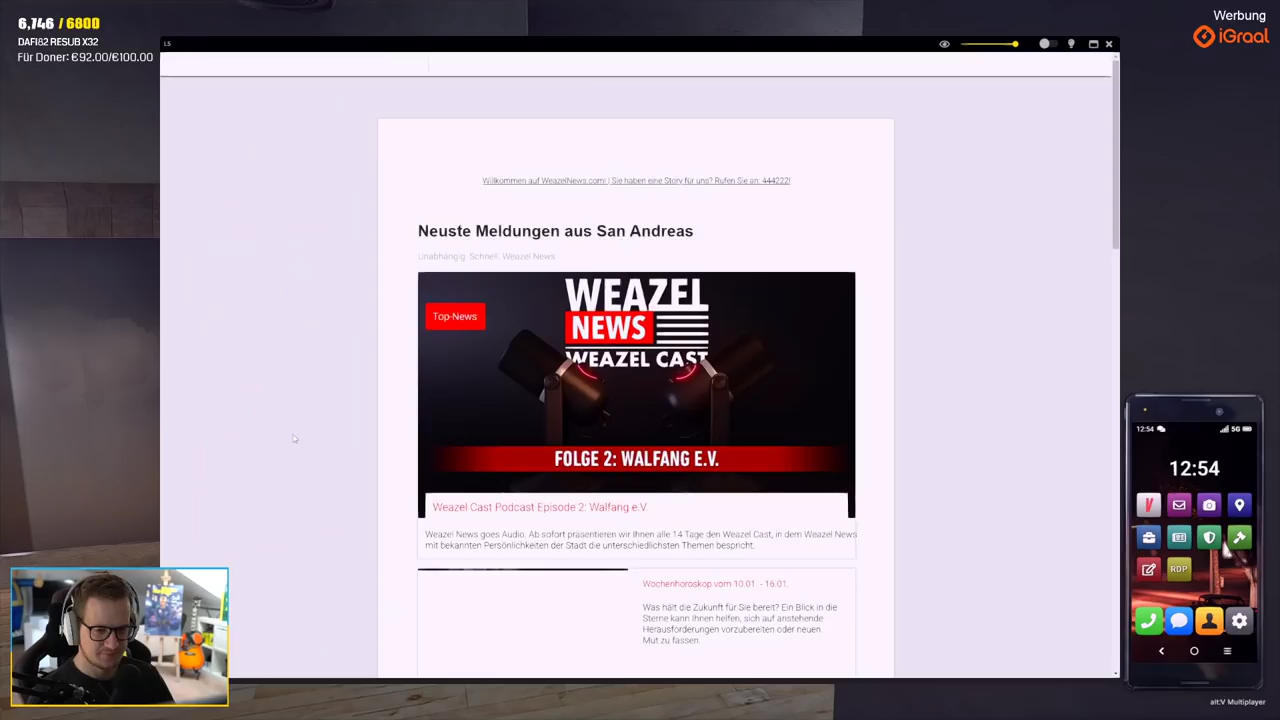 6,746 / 6800
DAFI82 RESUB X32
Für Doner: €92.00/€100.00
Werbung
iGraal
LS
Willkommen auf WeazelNews.com! | Sie haben eine Story für uns? Rufen Sie an: 444222!
Neuste Meldungen aus San Andreas
Unabhängig. Schnell. Weazel News
Top-News
WEAZEL
NEWS
WEAZEL CAST
FOLGE 2: WALFANG E.V.
Weazel Cast Podcast Episode 2: Walfang e.V.
Weazel News goes Audio. Ab sofort präsentieren wir Ihnen alle 14 Tage den Weazel Cast, in dem Weazel News
mit bekannten Persönlichkeiten der Stadt die unterschiedlichsten Themen bespricht.
Wochenhoroskop vom 10.01. - 16.01.
Was hält die Zukunft für Sie bereit? Ein Blick in die
Sterne kann Ihnen helfen, sich auf anstehende
Herausforderungen vorzubereiten oder neuen
Mut zu fassen.
12:54
5G
12:54
RDP
alt:V Multiplayer